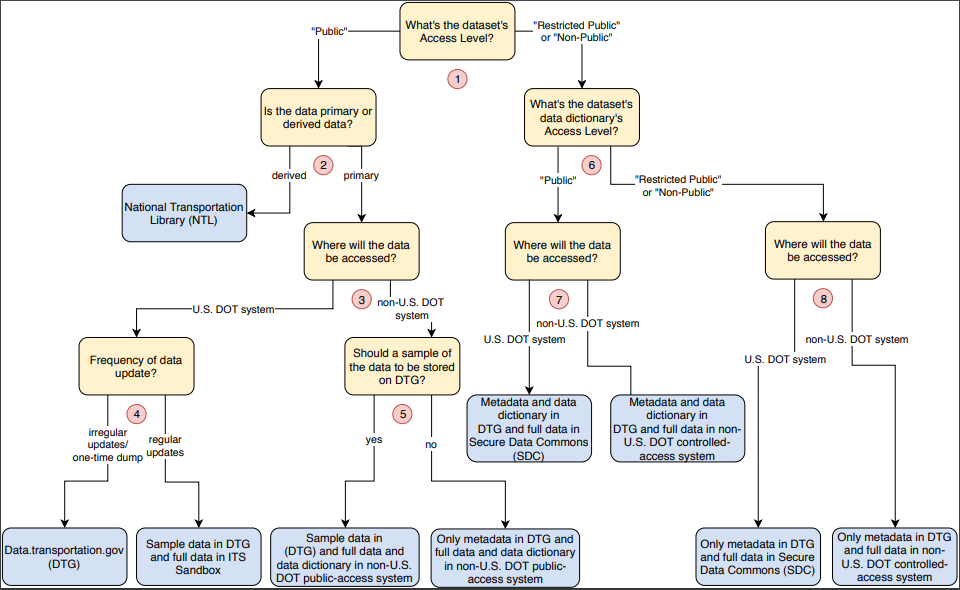 What's the dataset's
Access Level?
"Public"
"Restricted Public"
or "Non-Public"
1
Is the data primary or
derived data?
What's the dataset's
data dictionary's
Access Level?
2
6
derived
primary
"Public"
"Restricted Public"
or "Non-Public"
National Transportation
Library (NTL)
Where will the data
be accessed?
Where will the data
be accessed?
Where will the data
be accessed?
3
7
8
U.S. DOT system
non-U.S. DOT
system
U.S. DOT system
non-U.S. DOT system
U.S. DOT system
non-U.S. DOT system
Frequency of data
update?
Should a sample of
the data to be stored
on DTG?
4
5
irregular
updates/
one-time dump
regular
updates
yes
no
Metadata and data
dictionary in
DTG and full data in
Secure Data Commons
(SDC)
Metadata and data
dictionary in
DTG and full data in non-
U.S. DOT controlled-
access system
Data.transportation.gov
(DTG)
Sample data in DTG
and full data in ITS
Sandbox
Sample data in
(DTG) and full data and
data dictionary in non-U.S.
DOT public-access system
Only metadata in DTG and
full data and data dictionary
in non-U.S. DOT public-
access system
Only metadata in DTG
and full data in Secure
Data Commons (SDC)
Only metadata in DTG
and full data in non-
U.S. DOT controlled-
access system